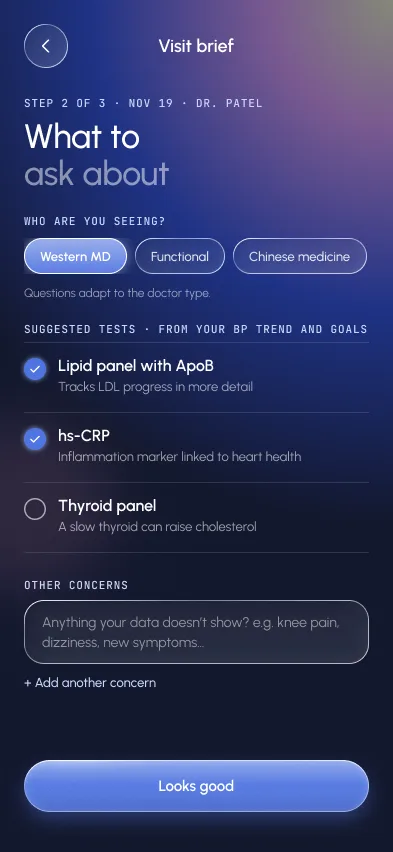 Visit brief
STEP 2 OF 3 · NOV 19 · DR. PATEL
What to
ask about
WHO ARE YOU SEEING?
Western MD
Functional
Chinese medicine
Questions adapt to the doctor type.
SUGGESTED TESTS · FROM YOUR BP TREND AND GOALS
Lipid panel with ApoB
Tracks LDL progress in more detail
hs-CRP
Inflammation marker linked to heart health
Thyroid panel
A slow thyroid can raise cholesterol
OTHER CONCERNS
Anything your data doesn't show? e.g. knee pain,
dizziness, new symptoms...
+ Add another concern
Looks good